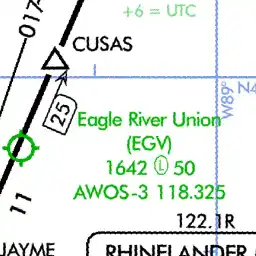 +6 = UTC
017
CUSAS
W89°
N4
25
Eagle River Union
(EGV)
1642 Ⓛ 50
AWOS-3 118.325
11
122.1R
JAYME
RHINELANDER